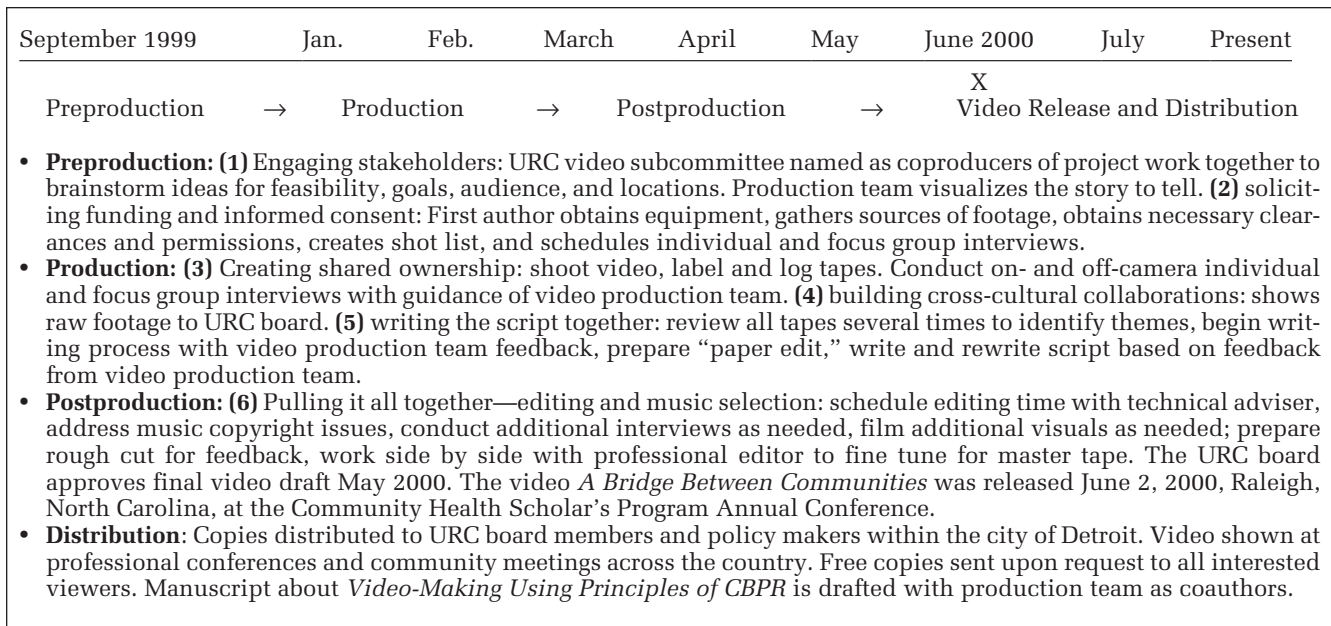 September 1999 Jan. Feb. March April May June 2000 July Present
X
Preproduction → Production → Postproduction → Video Release and Distribution
• Preproduction: (1) Engaging stakeholders: URC video subcommittee named as coproducers of project work together to
brainstorm ideas for feasibility, goals, audience, and locations. Production team visualizes the story to tell. (2) solicit-
ing funding and informed consent: First author obtains equipment, gathers sources of footage, obtains necessary clear-
ances and permissions, creates shot list, and schedules individual and focus group interviews.
• Production: (3) Creating shared ownership: shoot video, label and log tapes. Conduct on- and off-camera individual
and focus group interviews with guidance of video production team. (4) building cross-cultural collaborations: shows
raw footage to URC board. (5) writing the script together: review all tapes several times to identify themes, begin writ-
ing process with video production team feedback, prepare “paper edit,” write and rewrite script based on feedback
from video production team.
• Postproduction: (6) Pulling it all together—editing and music selection: schedule editing time with technical adviser,
address music copyright issues, conduct additional interviews as needed, film additional visuals as needed; prepare
rough cut for feedback, work side by side with professional editor to fine tune for master tape. The URC board
approves final video draft May 2000. The video A Bridge Between Communities was released June 2, 2000, Raleigh,
North Carolina, at the Community Health Scholar’s Program Annual Conference.
• Distribution: Copies distributed to URC board members and policy makers within the city of Detroit. Video shown at
professional conferences and community meetings across the country. Free copies sent upon request to all interested
viewers. Manuscript about Video-Making Using Principles of CBPR is drafted with production team as coauthors.